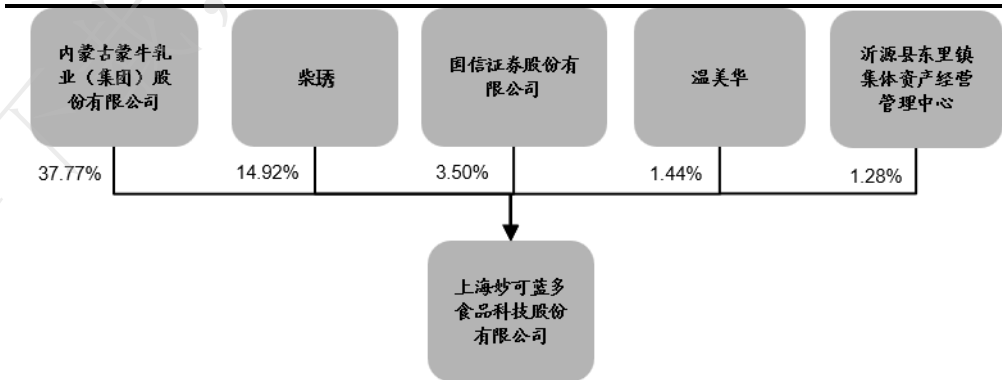 内蒙古蒙牛乳
业（集团）股
份有限公司
柴琇
国信证券股份有
限公司
温美华
沂源县东里镇
集体资产经营
管理中心
37.77%
14.92%
3.50%
1.44%
1.28%
上海妙可蓝多
食品科技股份
有限公司